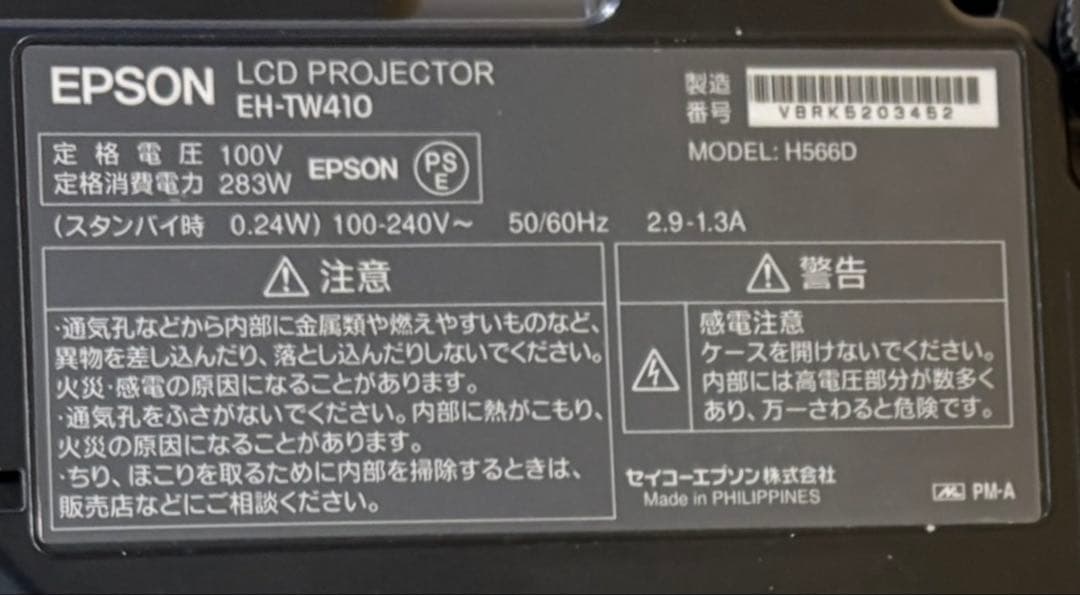 EPSON LCD PROJECTOR
EH-TW410
製造
番号
VBRK5203452
MODEL: H566D
定格電圧 100V
定格消費電力 283W
EPSON
PS
E
(スタンバイ時 0.24W) 100-240V～ 50/60Hz 2.9-1.3A
注意
・通気孔などから内部に金属類や燃えやすいものなど、
異物を差し込んだり、落とし込んだりしないでください。
火災・感電の原因になることがあります。
・通気孔をふさがないでください。内部に熱がこもり、
火災の原因になることがあります。
・ちり、ほこりを取るために内部を掃除するときは、
販売店などにご相談ください。
警告
感電注意
ケースを開けないでください。
内部には高電圧部分が数多く
あり、万一さわると危険です。
セイコーエプソン株式会社
Made in PHILIPPINES
PM-A